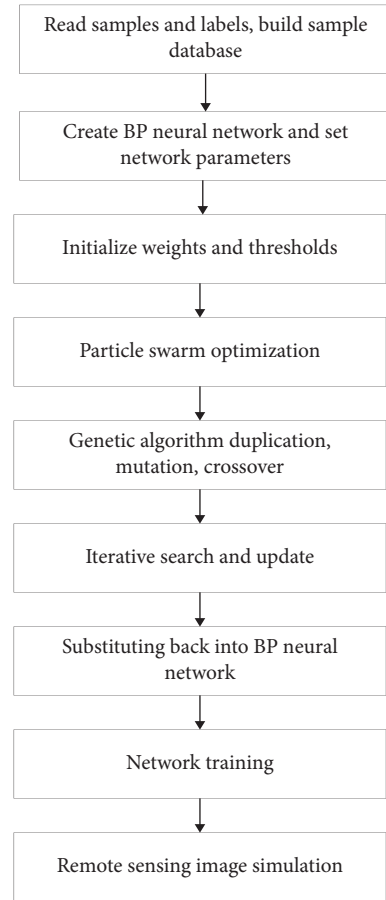 Read samples and labels, build sample
database
Create BP neural network and set
network parameters
Initialize weights and thresholds
Particle swarm optimization
Genetic algorithm duplication,
mutation, crossover
Iterative search and update
Substituting back into BP neural
network
Network training
Remote sensing image simulation